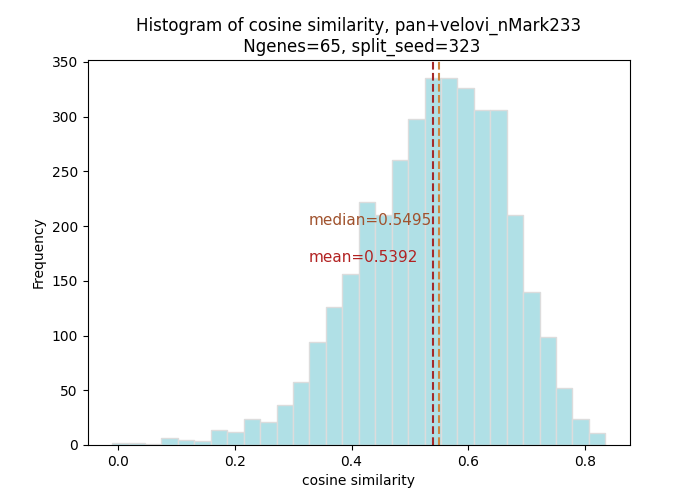 Histogram of cosine similarity, pan+velovi_nMark233
Ngenes=65, split_seed=323
350
300
250
200
150
100
50
0
Frequency
median=0.5495
mean=0.5392
0.0 0.2 0.4 0.6 0.8
cosine similarity